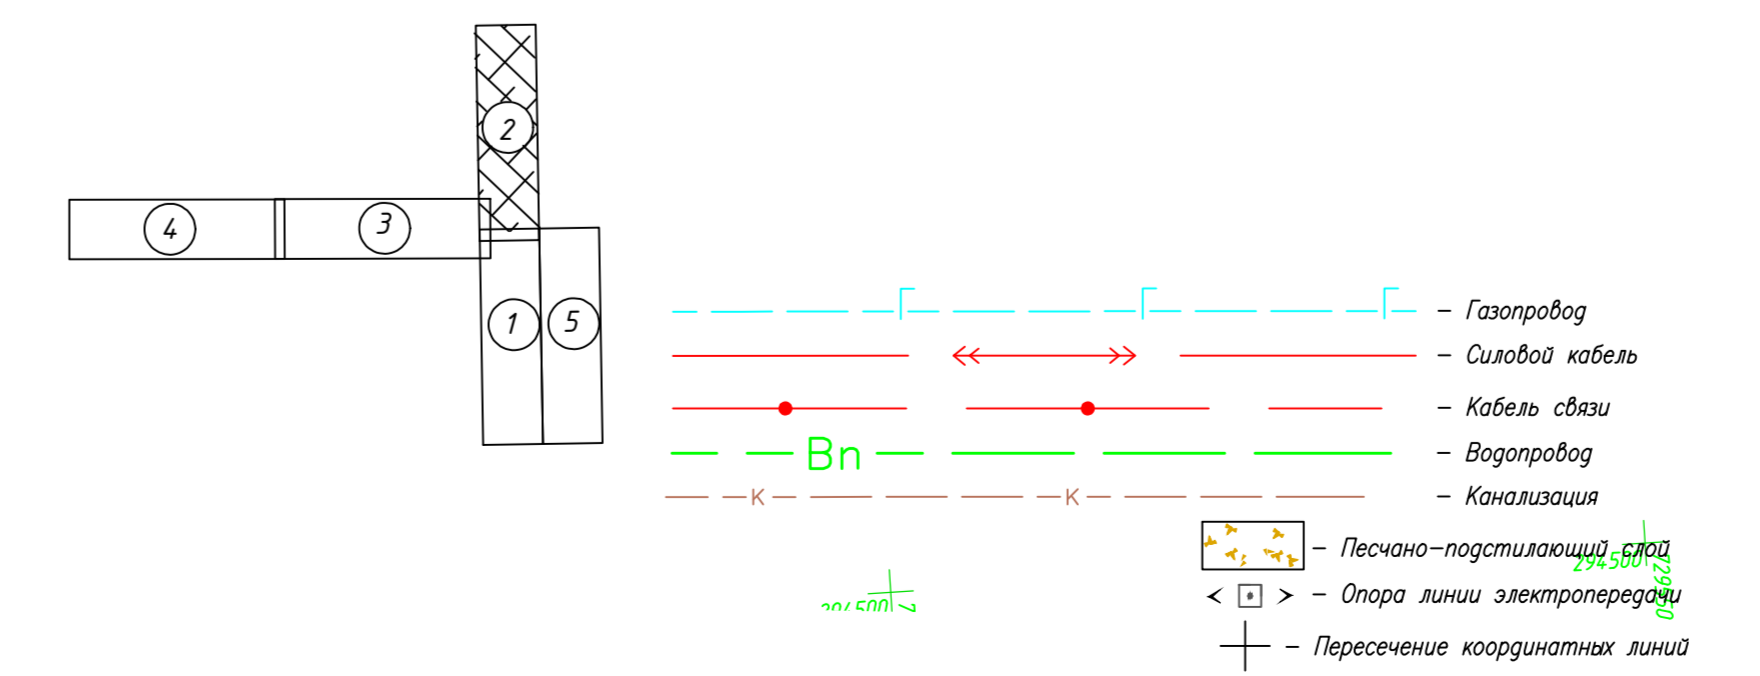 2
4
3
1
5
– Газопровод
– Силовой кабель
– Кабель связи
Вп
– Водопровод
К К
– Канализация
– Песчано-подстилающий слой
294500
– Опора линии электропередачи
– Пересечение координатных линий